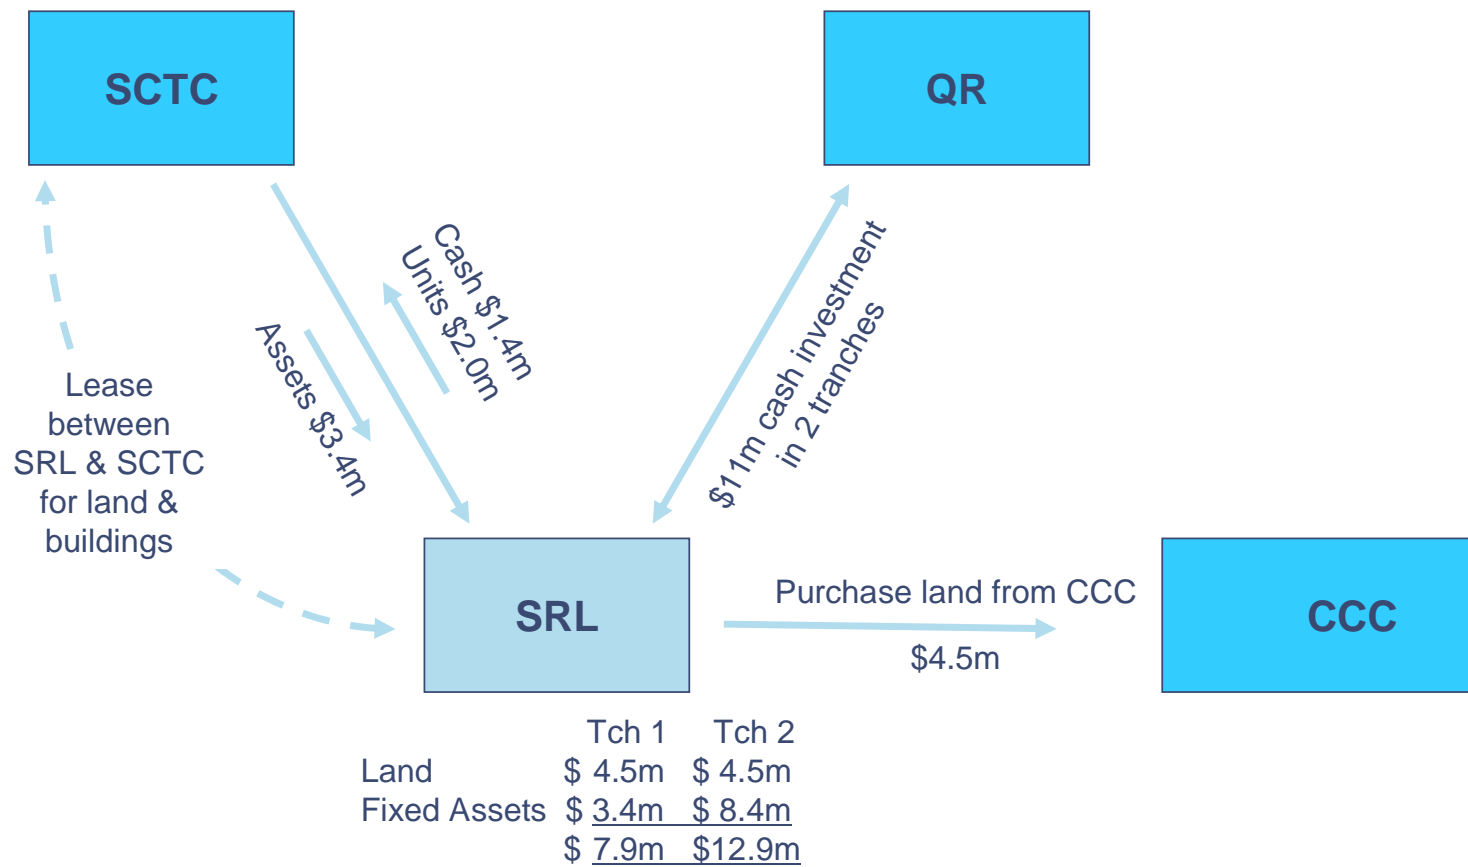 SCTC
QR
Cash $1.4m
Units $2.0m
Assets $3.4m
$11m cash investment
in 2 tranches
Lease
between
SRL & SCTC
for land &
buildings
SRL
Purchase land from CCC
$4.5m
CCC
Tch 1 Tch 2
Land $ 4.5m $ 4.5m
Fixed Assets $ 3.4m $ 8.4m
$ 7.9m $12.9m